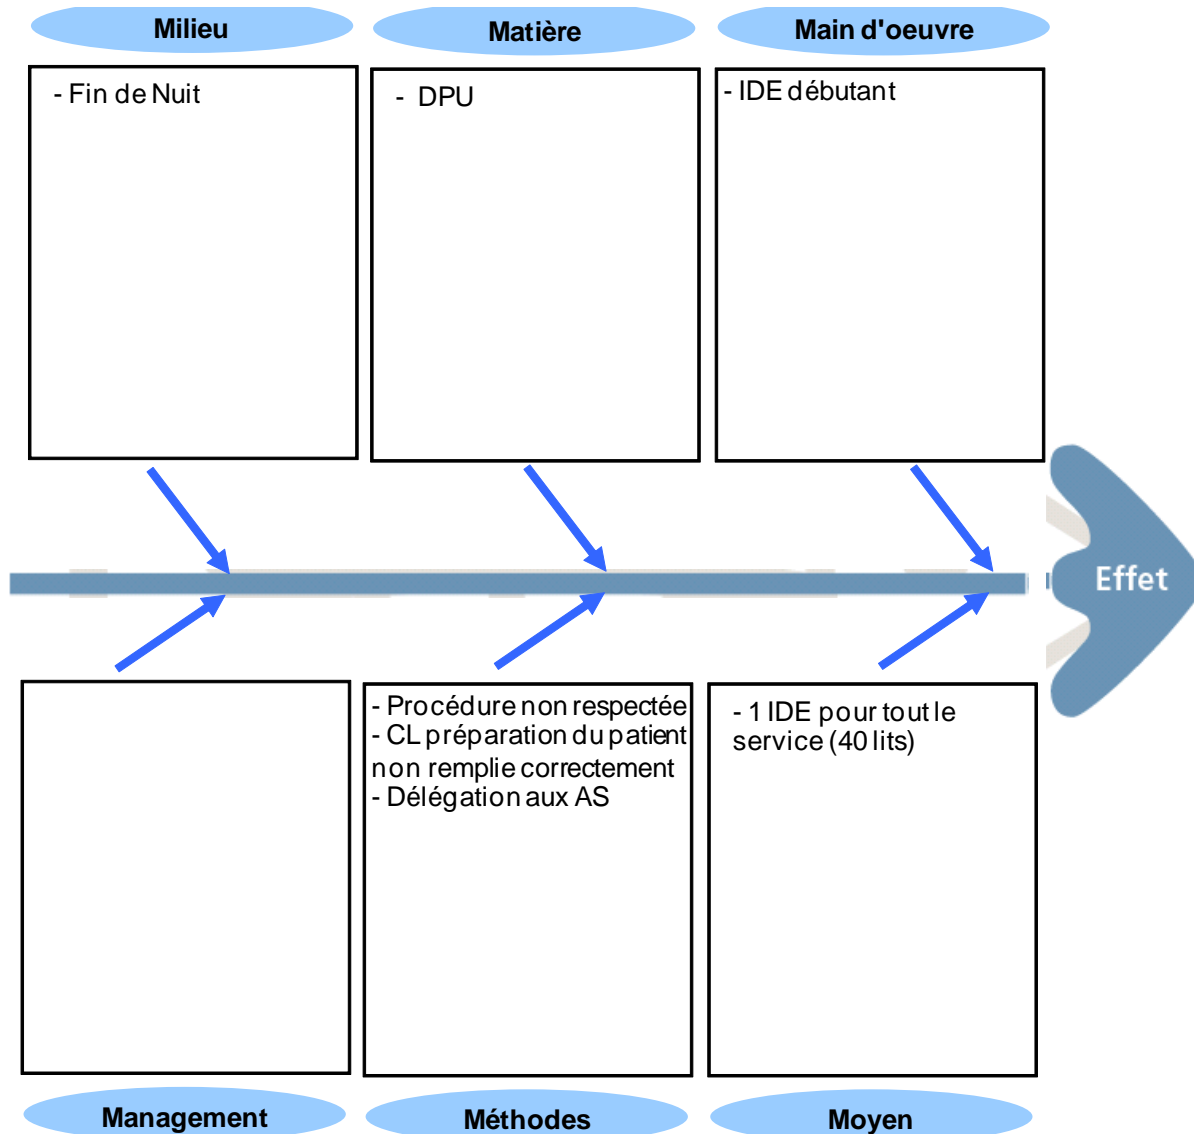 Milieu
Matière
Main d'oeuvre
- Fin de Nuit
- DPU
- IDE débutant
Effet
- Procédure non respectée
- CL préparation du patient
non remplie correctement
- Délégation aux AS
- 1 IDE pour tout le
service (40 lits)
Management
Méthodes
Moyen